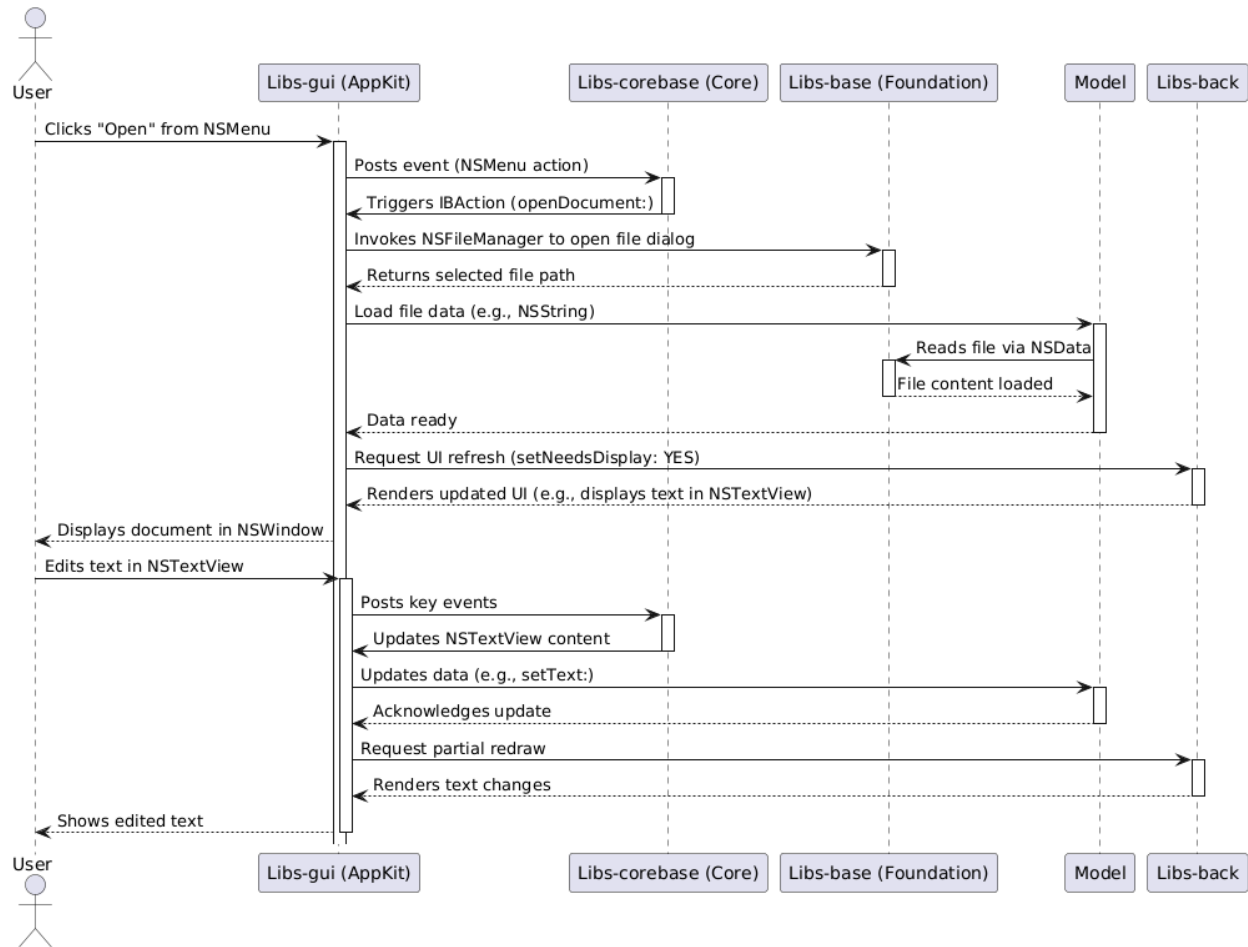 User
Libs-gui (AppKit)
Libs-corebase (Core)
Libs-base (Foundation)
Model
Libs-back
Clicks "Open" from NSMenu
Posts event (NSMenu action)
Triggers IBAction (openDocument:)
Invokes NSFileManager to open file dialog
Returns selected file path
Load file data (e.g., NSString)
Reads file via NSData
File content loaded
Data ready
Request UI refresh (setNeedsDisplay: YES)
Renders updated UI (e.g., displays text in NSTextView)
Displays document in NSWindow
Edits text in NSTextView
Posts key events
Updates NSTextView content
Updates data (e.g., setText:)
Acknowledges update
Request partial redraw
Renders text changes
Shows edited text
User
Libs-gui (AppKit)
Libs-corebase (Core)
Libs-base (Foundation)
Model
Libs-back